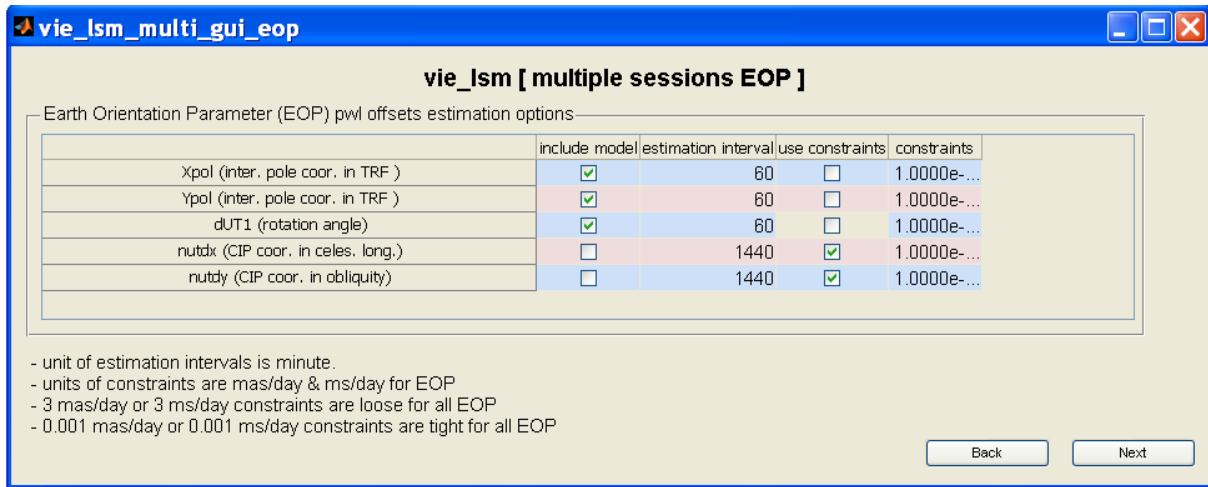 vie_lsm_multi_gui_eop
vie_lsm [ multiple sessions EOP ]
Earth Orientation Parameter (EOP) pwl offsets estimation options
include model estimation interval use constraints constraints
Xpol (inter. pole coor. in TRF ) 60 1.0000e-...
Ypol (inter. pole coor. in TRF ) 60 1.0000e-...
dUT1 (rotation angle) 60 1.0000e-...
nutdx (CIP coor. in celes. long.) 1440 1.0000e-...
nutdy (CIP coor. in obliquity) 1440 1.0000e-...
- unit of estimation intervals is minute.
- units of constraints are mas/day & ms/day for EOP
- 3 mas/day or 3 ms/day constraints are loose for all EOP
- 0.001 mas/day or 0.001 ms/day constraints are tight for all EOP
Back Next